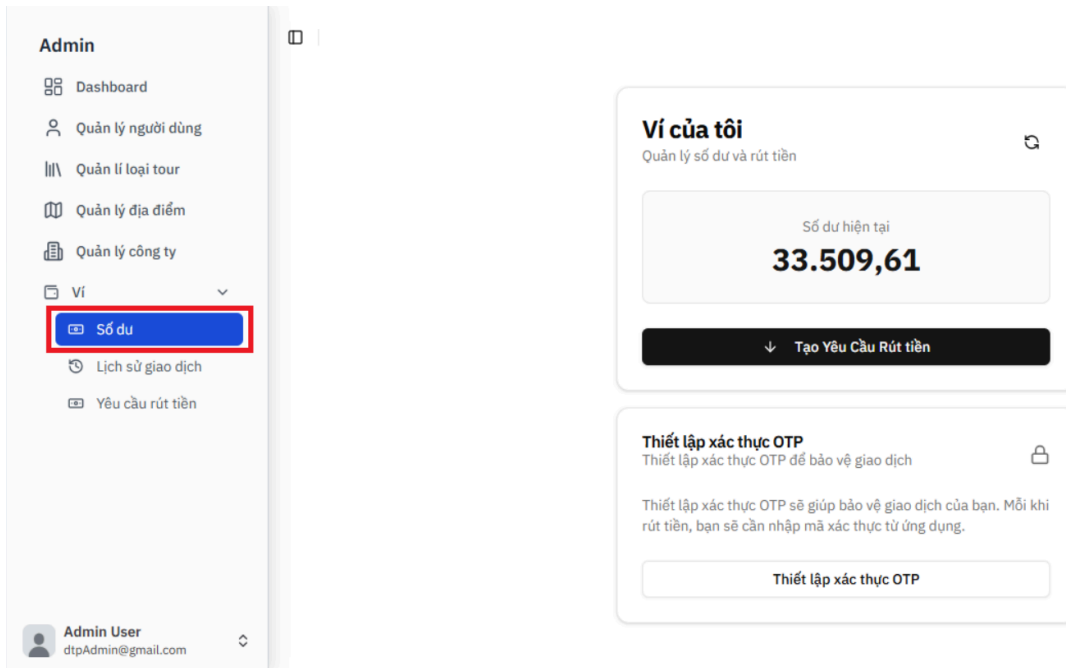 Admin
Dashboard
Quản lý người dùng
Quản lí loại tour
Quản lý địa điểm
Quản lý công ty
Ví
Số dư
Lịch sử giao dịch
Yêu cầu rút tiền
Admin User
dtpAdmin@gmail.com
Ví của tôi
Quản lý số dư và rút tiền
Số dư hiện tại
33.509,61
Tạo Yêu Cầu Rút tiền
Thiết lập xác thực OTP
Thiết lập xác thực OTP để bảo vệ giao dịch
Thiết lập xác thực OTP sẽ giúp bảo vệ giao dịch của bạn. Mỗi khi
rút tiền, bạn sẽ cần nhập mã xác thực từ ứng dụng.
Thiết lập xác thực OTP